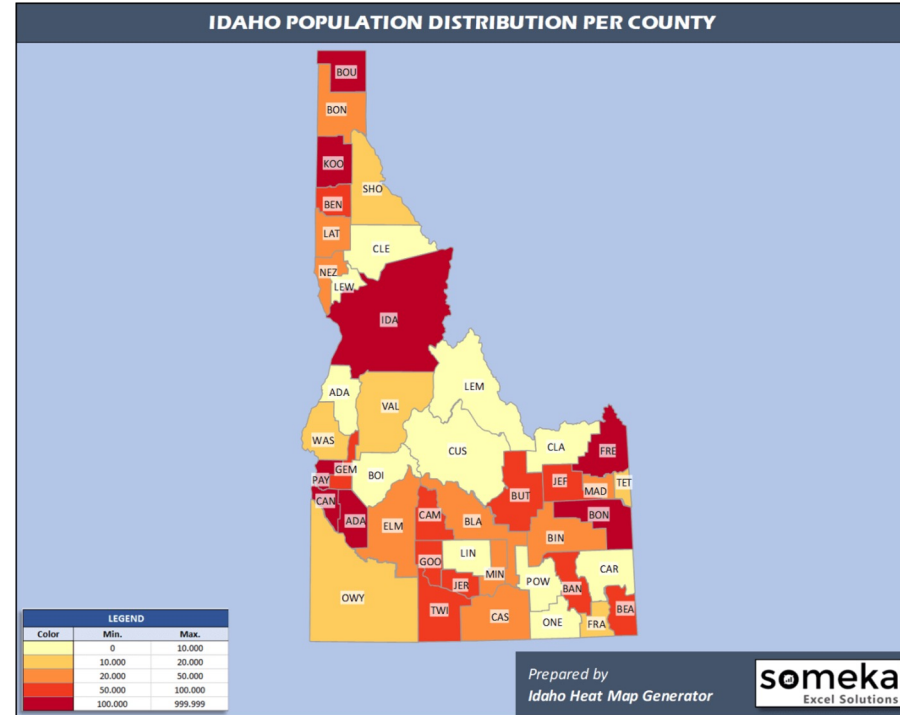 IDAHO POPULATION DISTRIBUTION PER COUNTY
BOU
BON
KOO
SHO
BEN
LAT
CLE
NEZ
LEW
IDA
LEM
ADA
VAL
WAS
CUS
CLA
FRE
GEM
BOI
PAY
JEF
TET
MAD
BUT
CAN
ADA
ELM
CAM
BLA
BON
BIN
LIN
GOO
MIN
CAR
JER
POW
BAN
OWY
TWI
CAS
ONE
FRA
BEA
LEGEND
Color Min. Max.
0 10.000
10.000 20.000
20.000 50.000
50.000 100.000
100.000 999.999
Prepared by
Idaho Heat Map Generator
someka
Excel Solutions